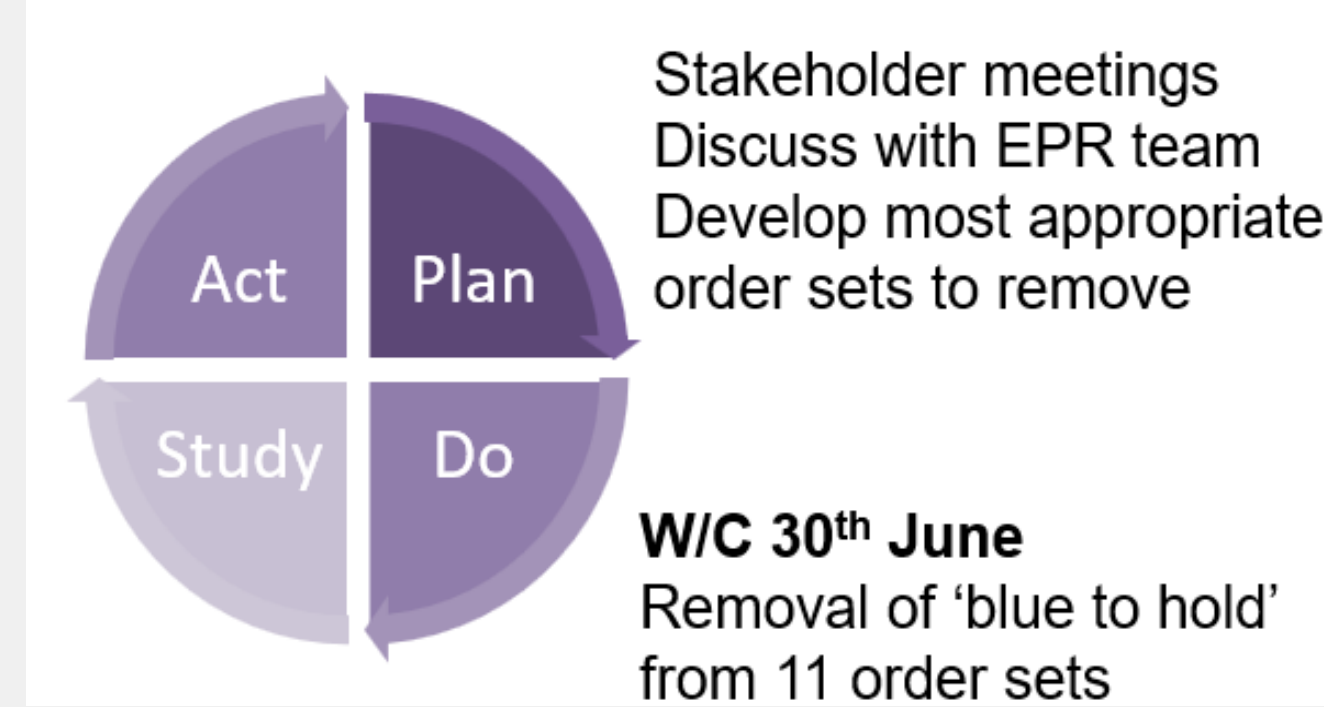 Stakeholder meetings
Discuss with EPR team
Develop most appropriate
order sets to remove
Act
Plan
Study
Do
W/C 30th June
Removal of ‘blue to hold’
from 11 order sets